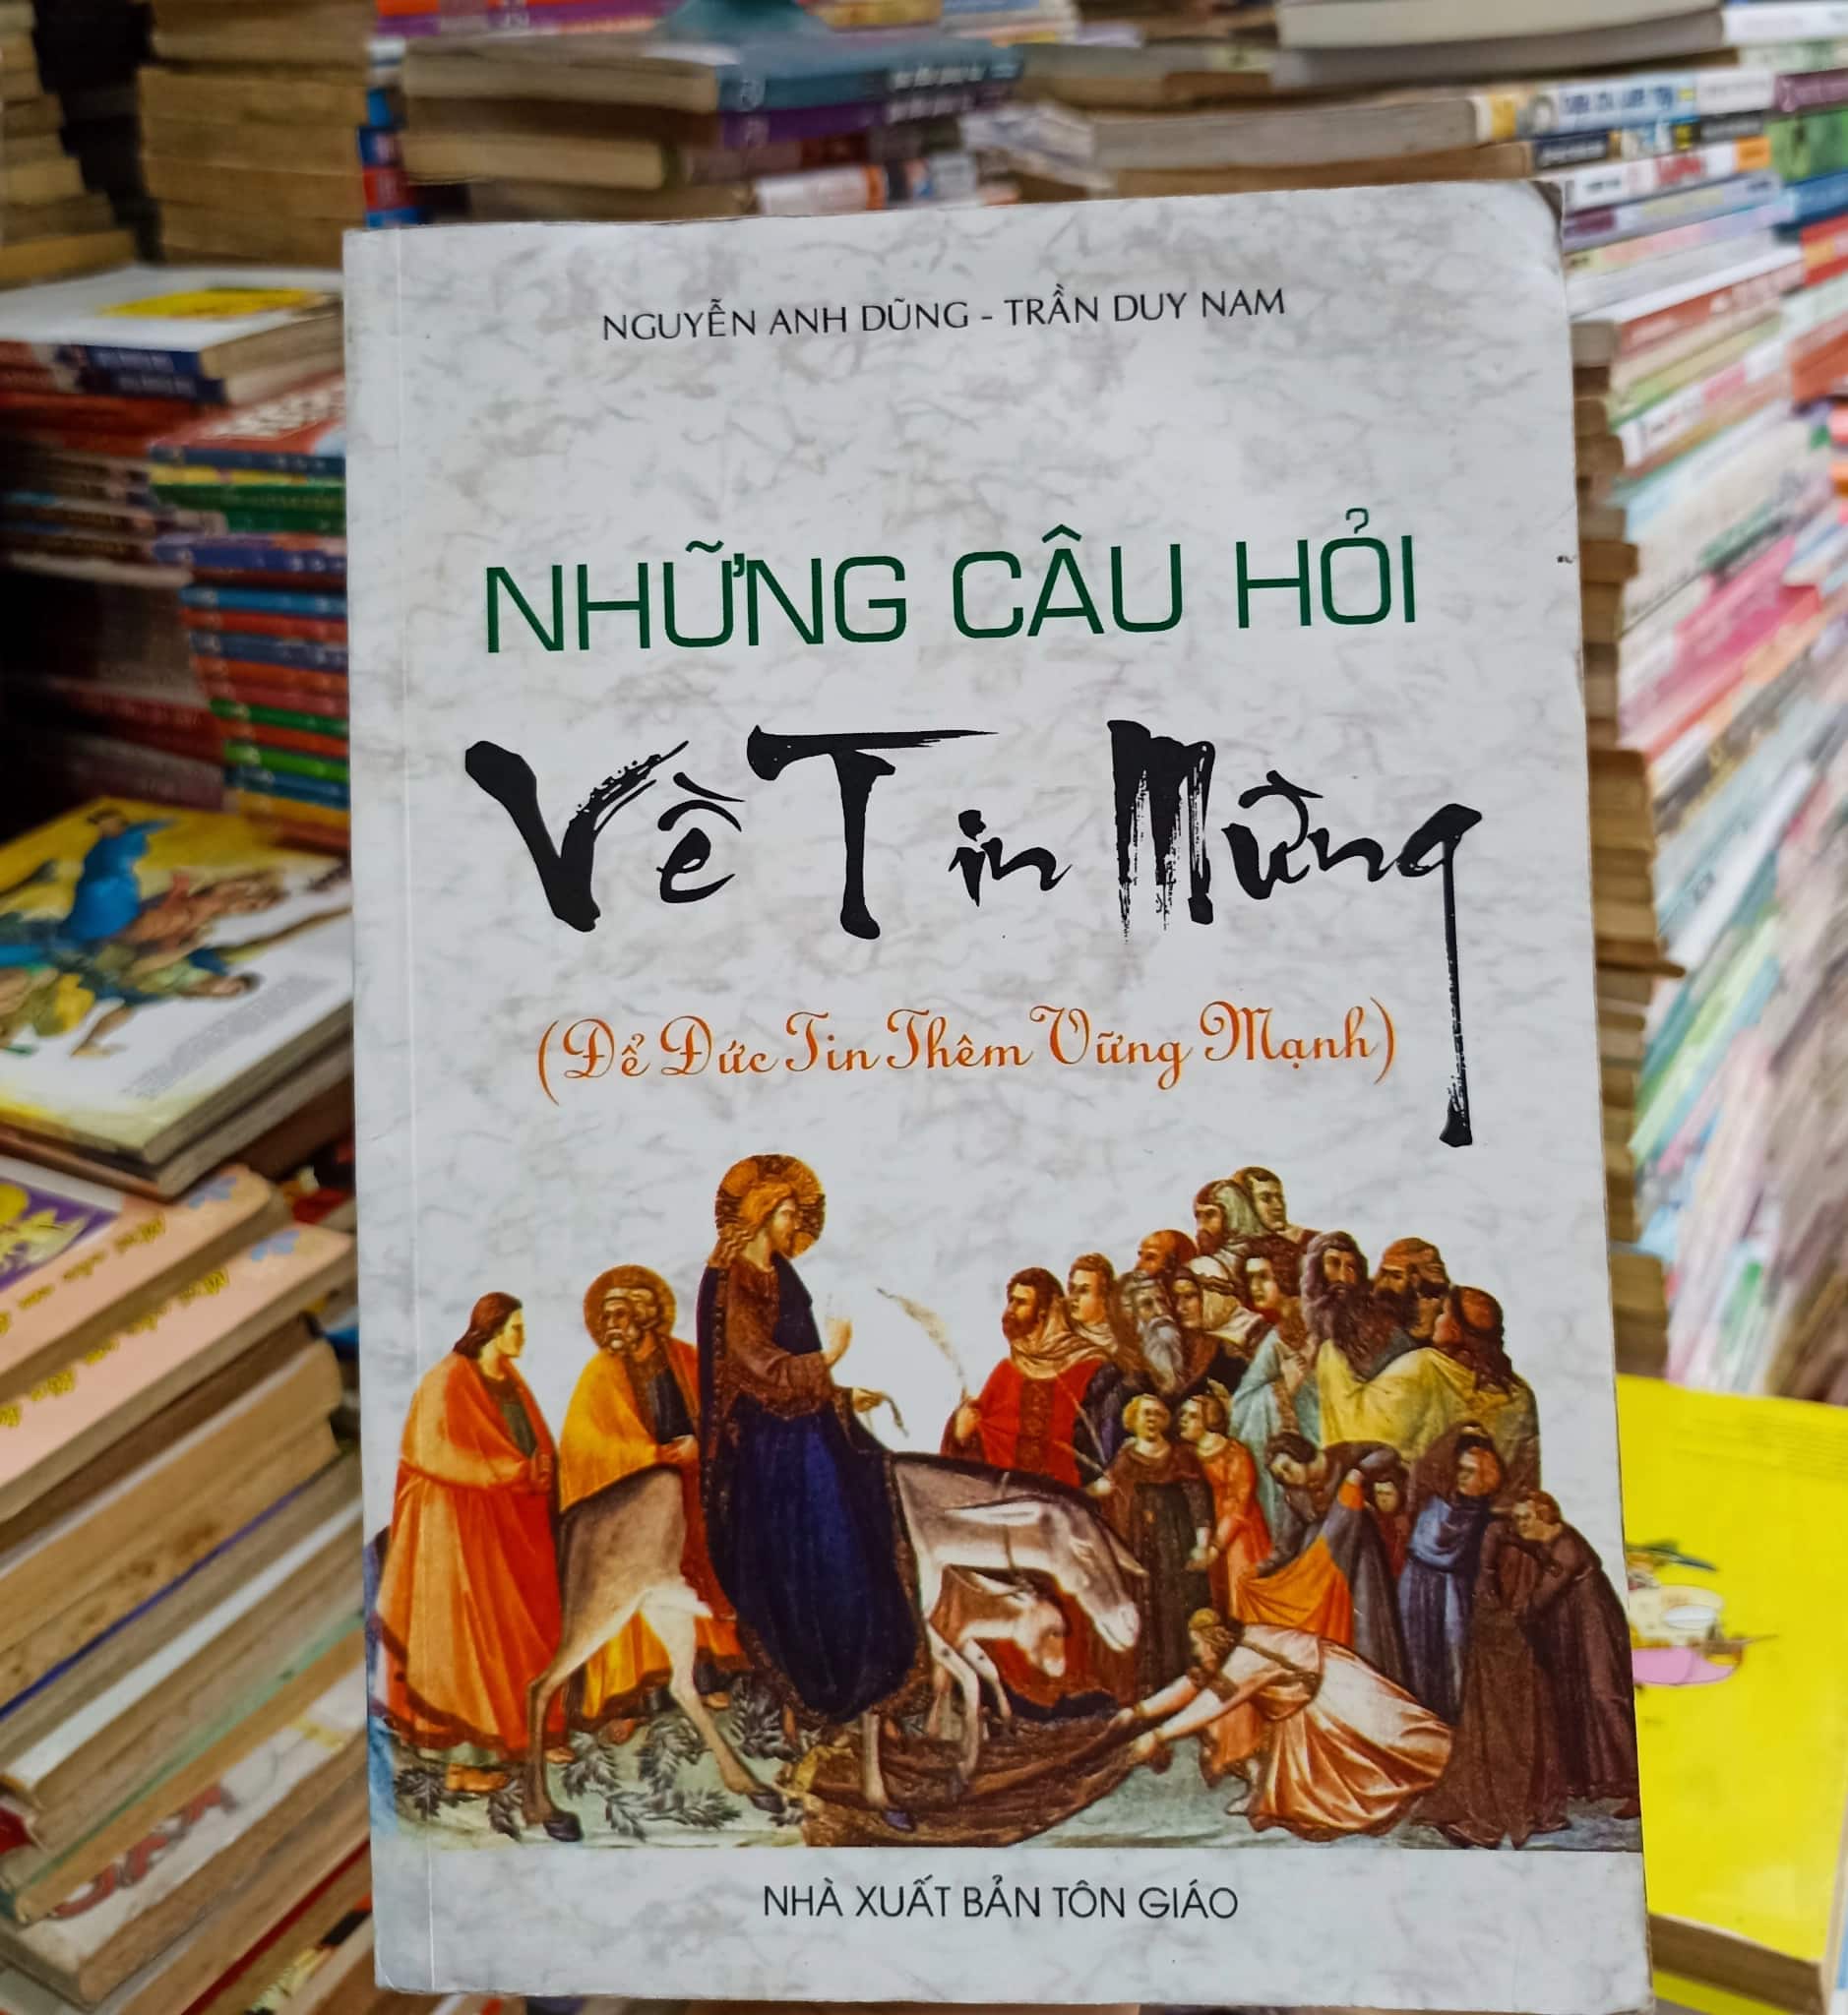 NGUYỄN ANH DŨNG - TRẦN DUY NAM
NHỮNG CÂU HỎI
Về Tin Mừng
(Để Đức Tin Thêm Vững Mạnh)
NHÀ XUẤT BẢN TÔN GIÁO